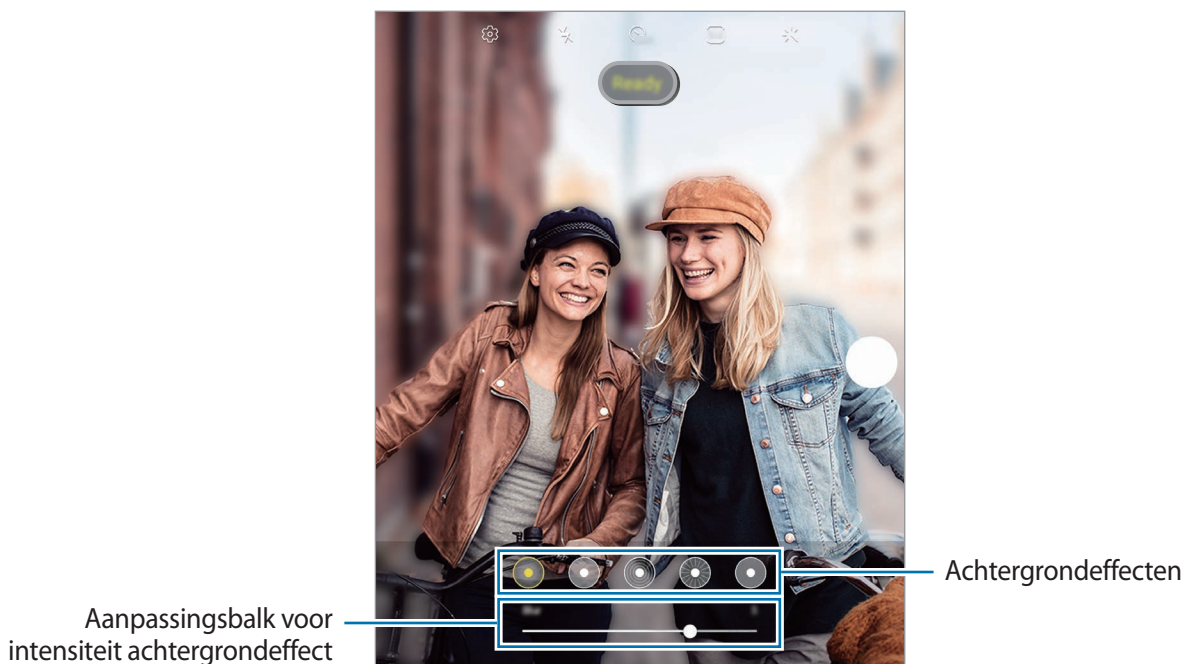 Ready
Achtergrondeffecten
Aanpassingsbalk voor
intensiteit achtergrondeffect